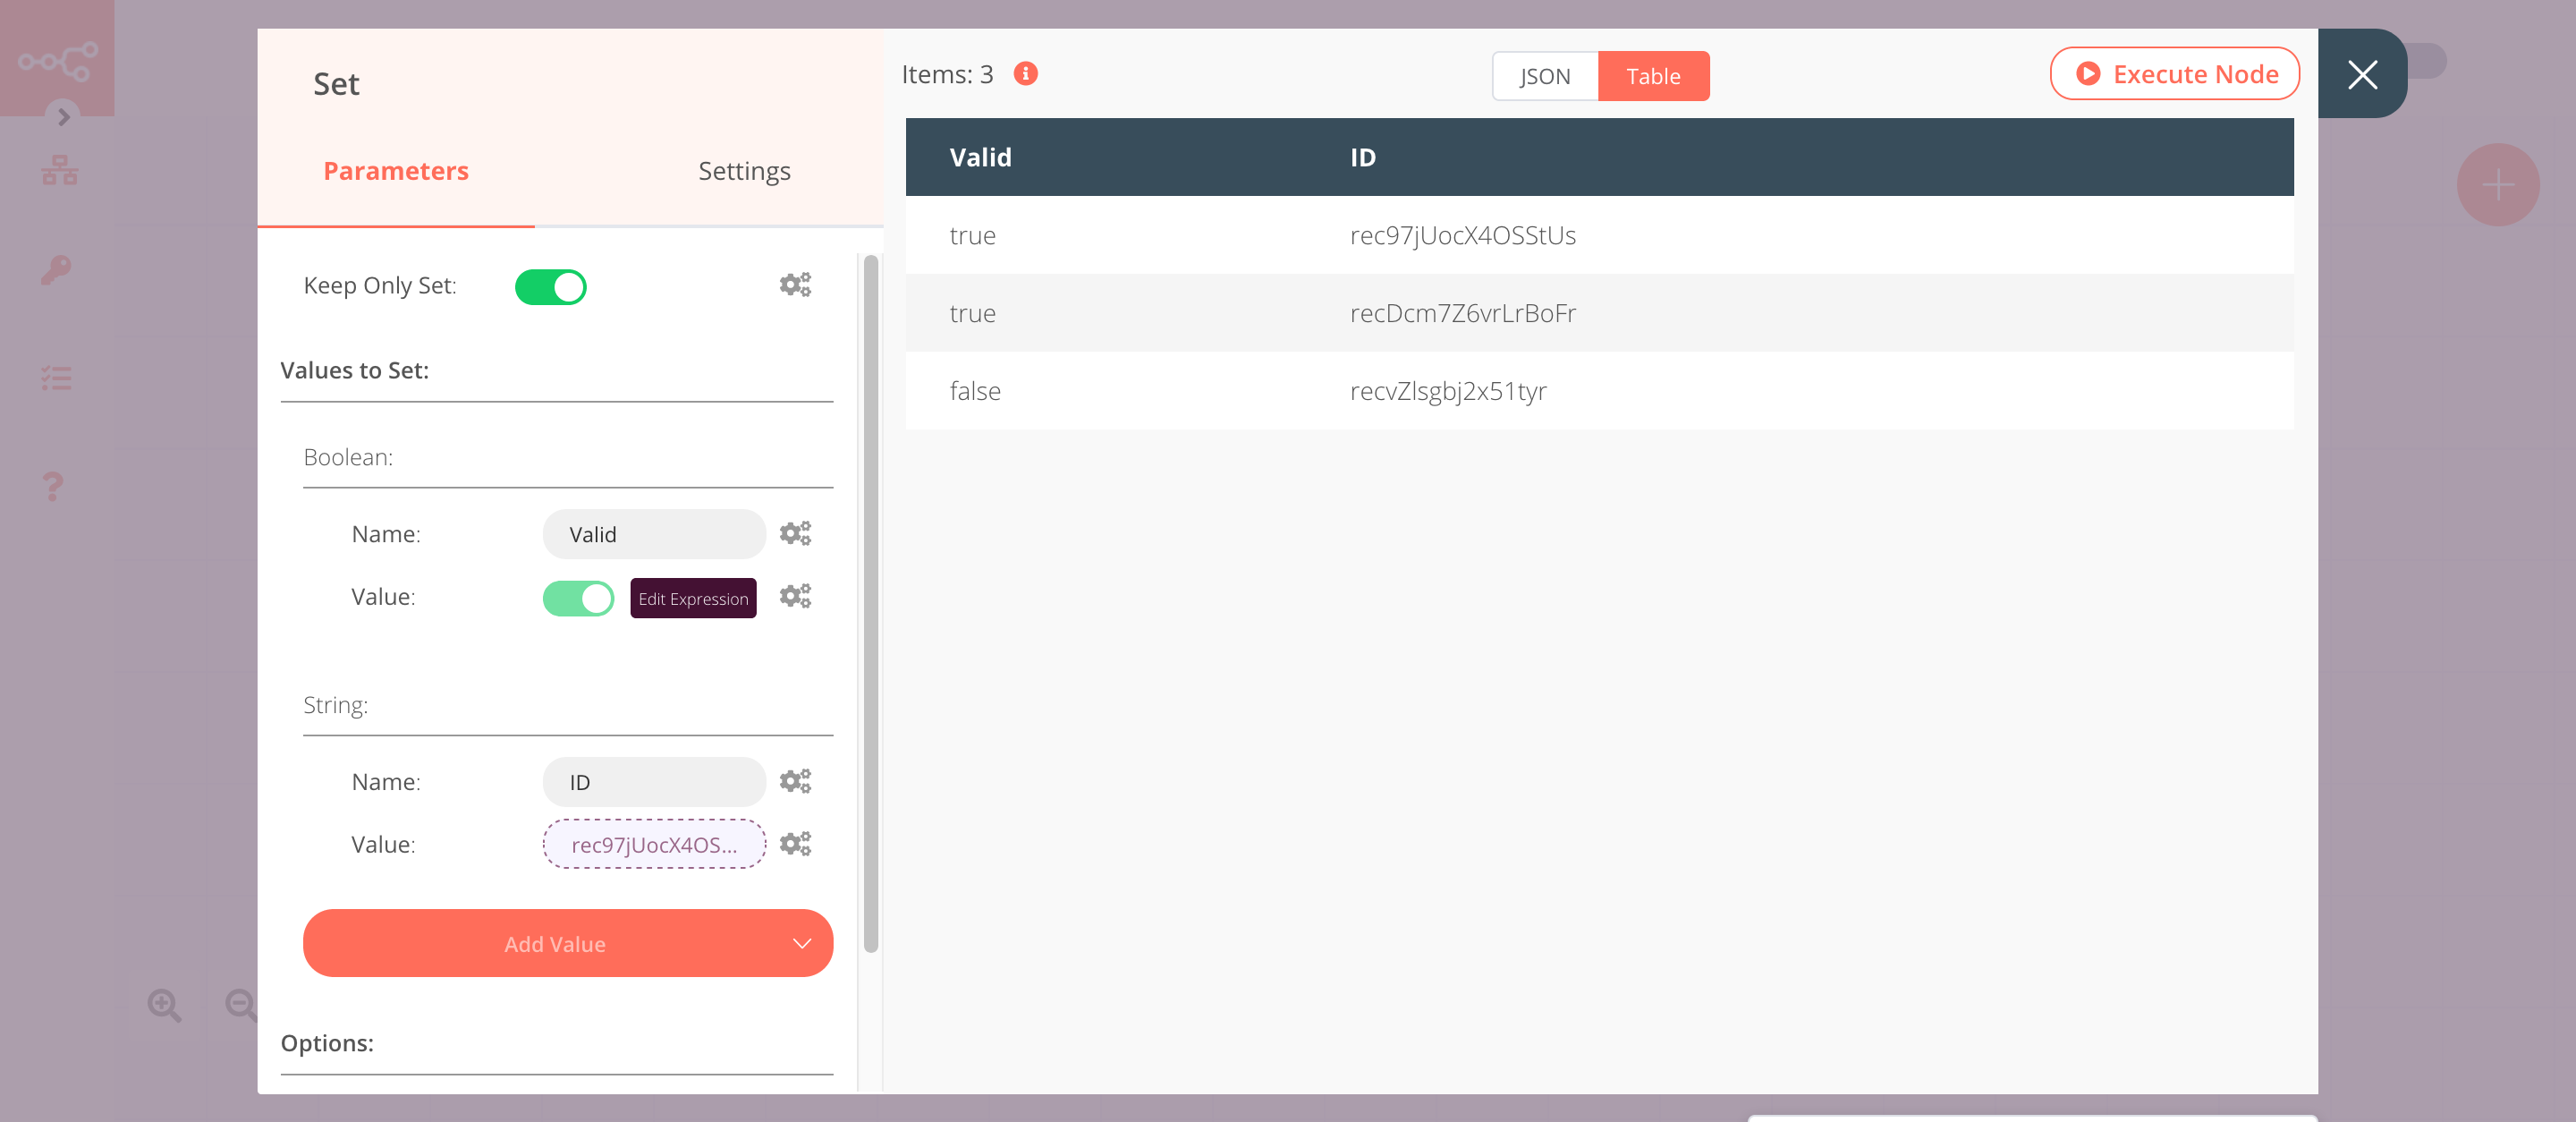 Set
Parameters
Settings
Keep Only Set:
Values to Set:
Boolean:
Name:
Valid
Value:
Edit Expression
String:
Name:
ID
Value:
rec97jUocX4OS...
Add Value
Options:
Items: 3
JSON
Table
Execute Node
Valid
ID
true
rec97jUocX4OSStUs
true
recDcm7Z6vrLrBoFr
false
recvZlsgbj2x51tyr